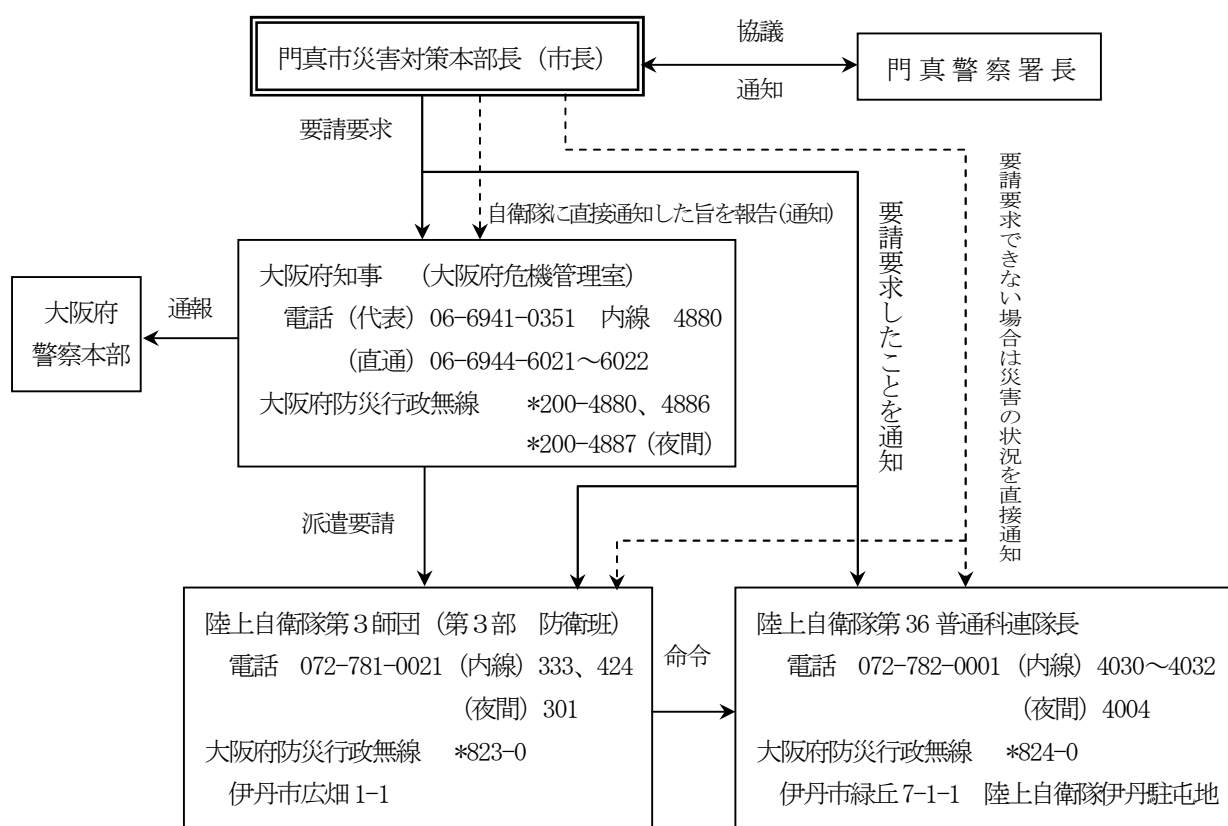 門真市災害対策本部長（市長）
協議
通知
門真警察署長
要請要求
自衛隊に直接通知した旨を報告(通知)
大阪府知事　（大阪府危機管理室）
電話（代表）06-6941-0351　内線　4880
（直通）06-6944-6021～6022
大阪府防災行政無線　*200-4880、4886
*200-4887（夜間）
通報
大阪府
警察本部
要請要求したことを通知
要請要求できない場合は災害の状況を直接通知
派遣要請
陸上自衛隊第３師団（第３部　防衛班）
電話　072-781-0021（内線）333、424
（夜間）301
大阪府防災行政無線　*823-0
伊丹市広畑 1-1
命令
陸上自衛隊第 36 普通科連隊長
電話　072-782-0001（内線）4030～4032
（夜間）4004
大阪府防災行政無線　*824-0
伊丹市緑丘 7-1-1　陸上自衛隊伊丹駐屯地